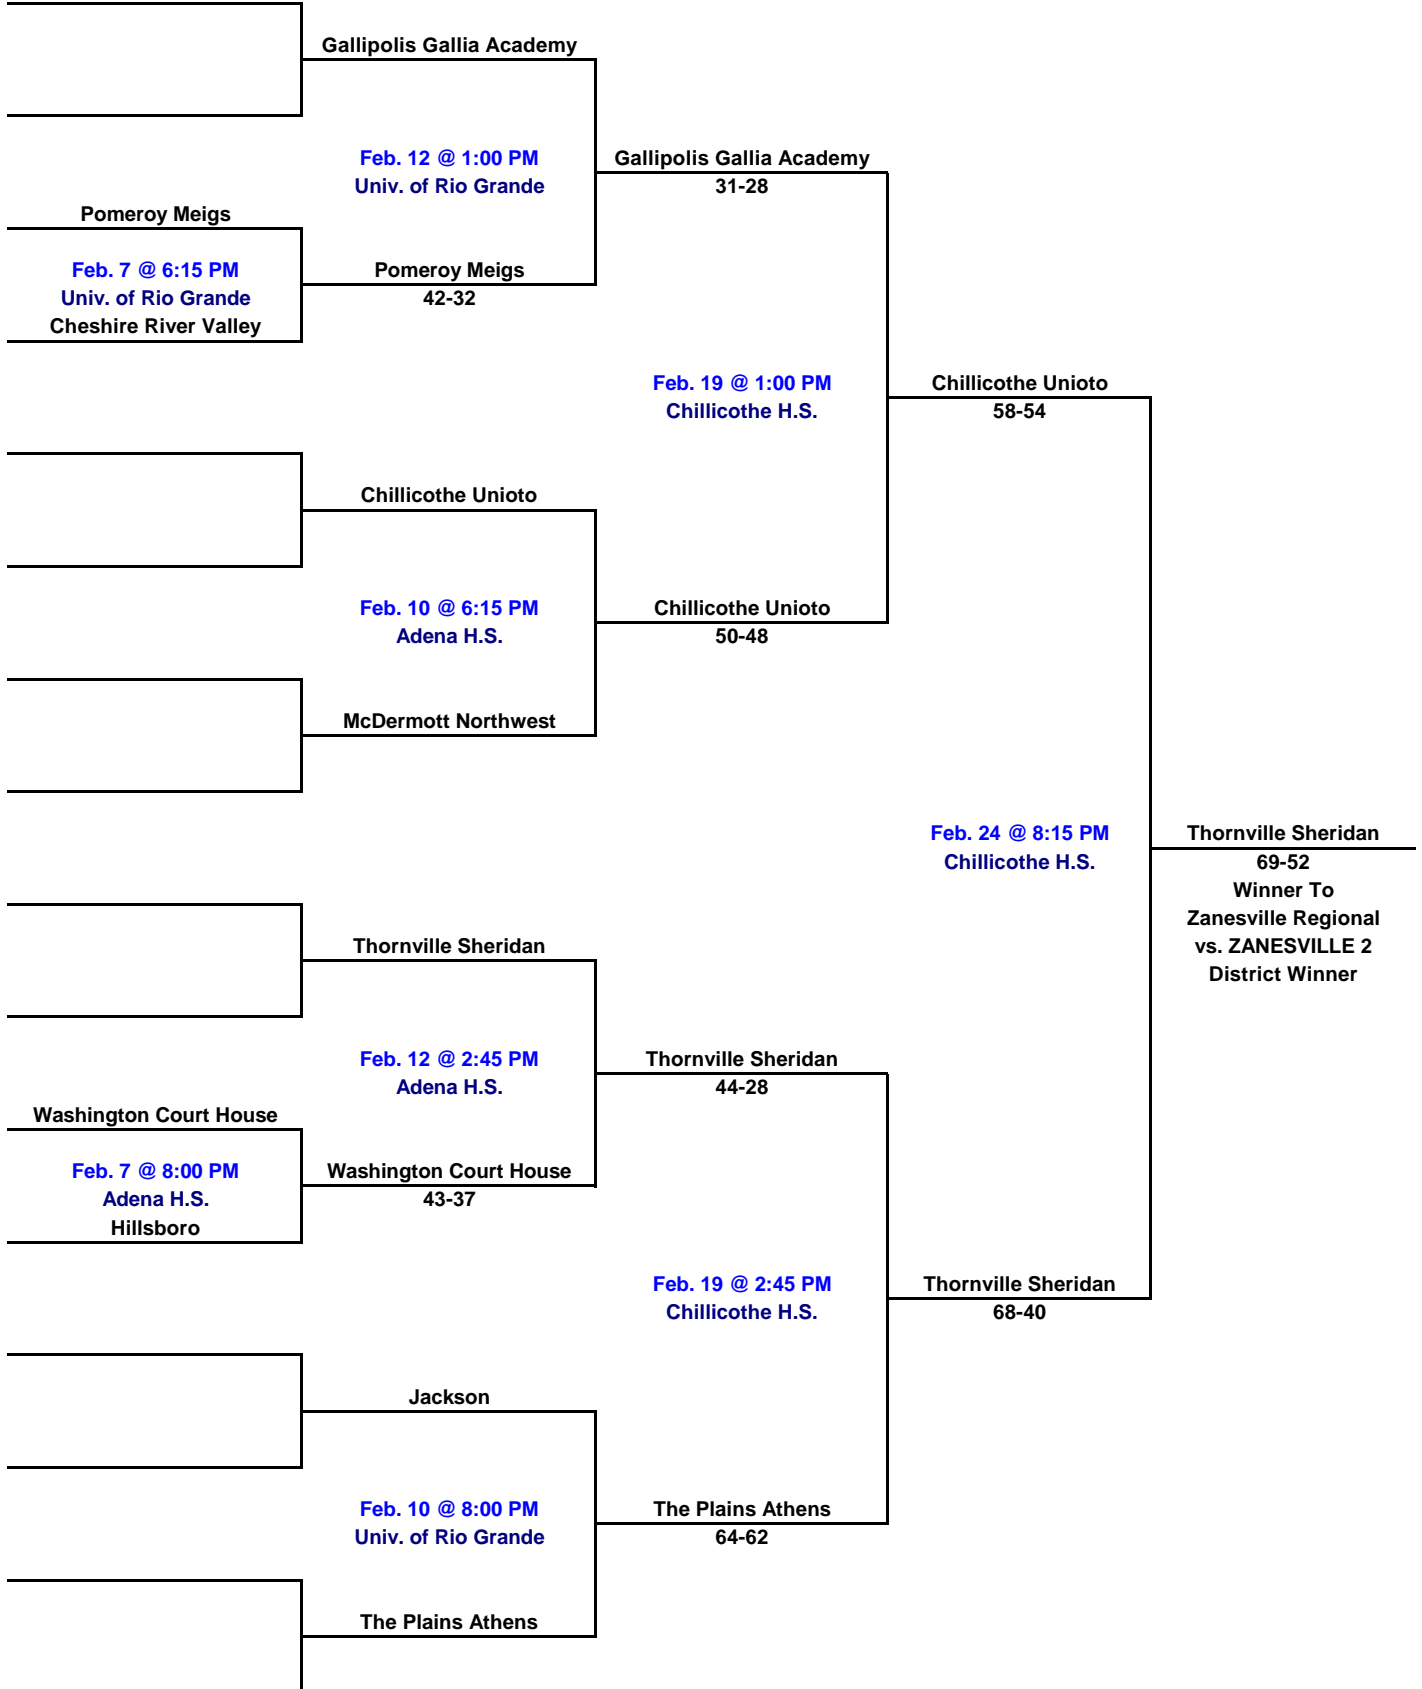 Gallipolis Gallia Academy
Feb. 12 @ 1:00 PM
Univ. of Rio Grande
Gallipolis Gallia Academy
31-28
Pomeroy Meigs
Feb. 7 @ 6:15 PM
Univ. of Rio Grande
Cheshire River Valley
Pomeroy Meigs
42-32
Feb. 19 @ 1:00 PM
Chillicothe H.S.
Chillicothe Unioto
58-54
Chillicothe Unioto
Feb. 10 @ 6:15 PM
Adena H.S.
Chillicothe Unioto
50-48
McDermott Northwest
Feb. 24 @ 8:15 PM
Chillicothe H.S.
Thornville Sheridan
69-52
Winner To
Zanesville Regional
vs. ZANESVILLE 2
District Winner
Thornville Sheridan
Feb. 12 @ 2:45 PM
Adena H.S.
Thornville Sheridan
44-28
Washington Court House
Feb. 7 @ 8:00 PM
Adena H.S.
Hillsboro
Washington Court House
43-37
Feb. 19 @ 2:45 PM
Chillicothe H.S.
Thornville Sheridan
68-40
Jackson
Feb. 10 @ 8:00 PM
Univ. of Rio Grande
The Plains Athens
64-62
The Plains Athens